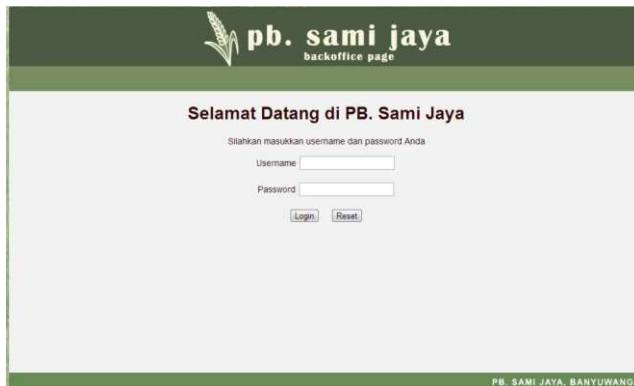 pb. sami jaya
backoffice page
Selamat Datang di PB. Sami Jaya
Silahkan masukkan username dan password Anda
Username
Password
Login Reset
PB. SAMI JAYA, BANYUWANG